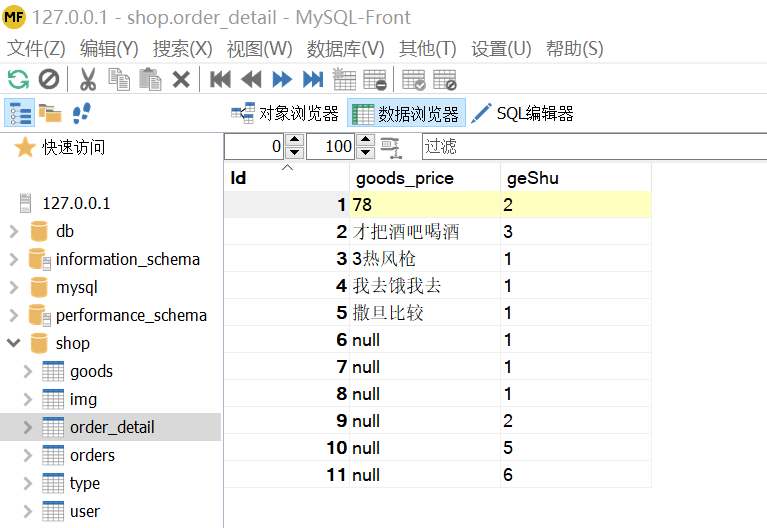 MF 127.0.0.1 - shop.order_detail - MySQL-Front
文件(Z) 编辑(Y) 搜索(X) 视图(W) 数据库(V) 其他(T) 设置(U) 帮助(S)
对象浏览器 数据浏览器 SQL编辑器
快速访问
0 100 过滤
127.0.0.1
db
information_schema
mysql
performance_schema
shop
goods
img
order_detail
orders
type
user
Id goods_price geShu
1 78 2
2 才把酒吧喝酒 3
3 3热风枪 1
4 我去饿我去 1
5 撒旦比较 1
6 null 1
7 null 1
8 null 1
9 null 2
10 null 5
11 null 6